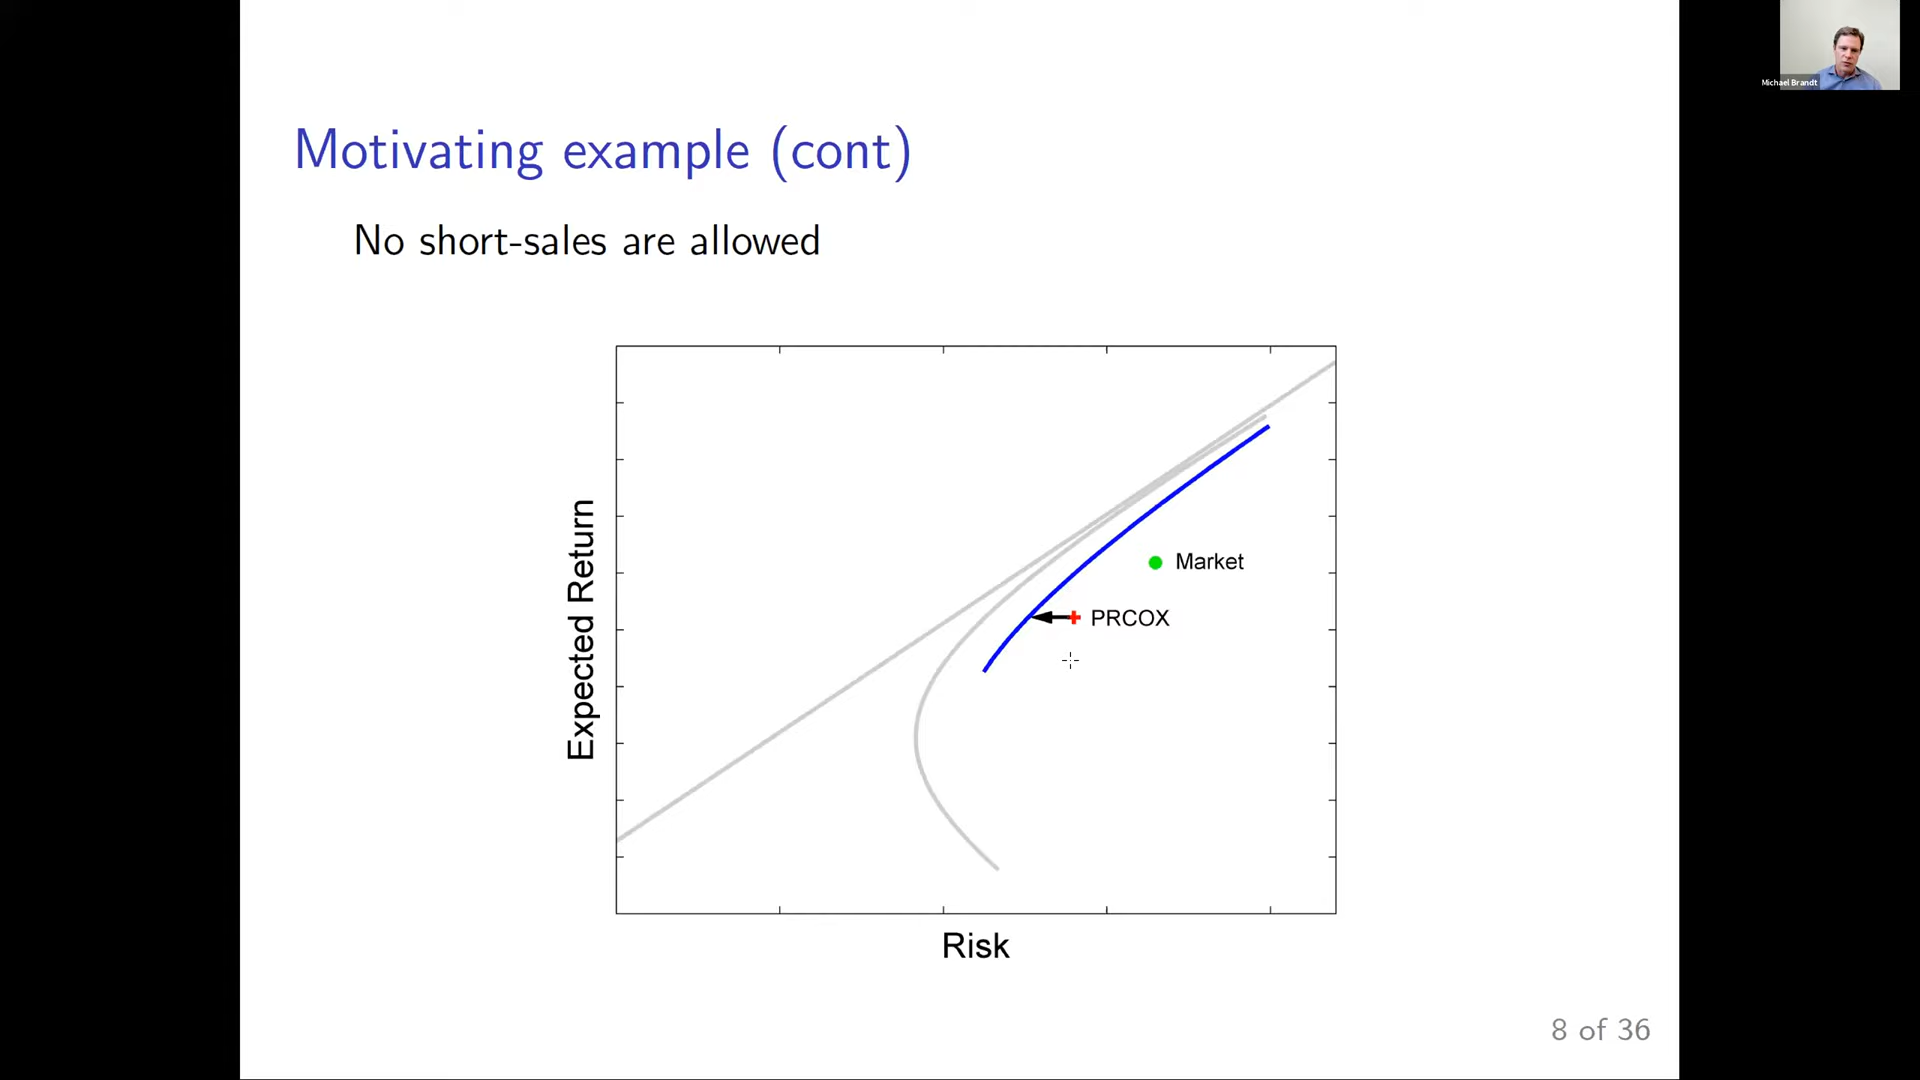 Michael Brandt
Motivating example (cont)
No short-sales are allowed
Expected Return
Market
PRCOX
Risk
8 of 36